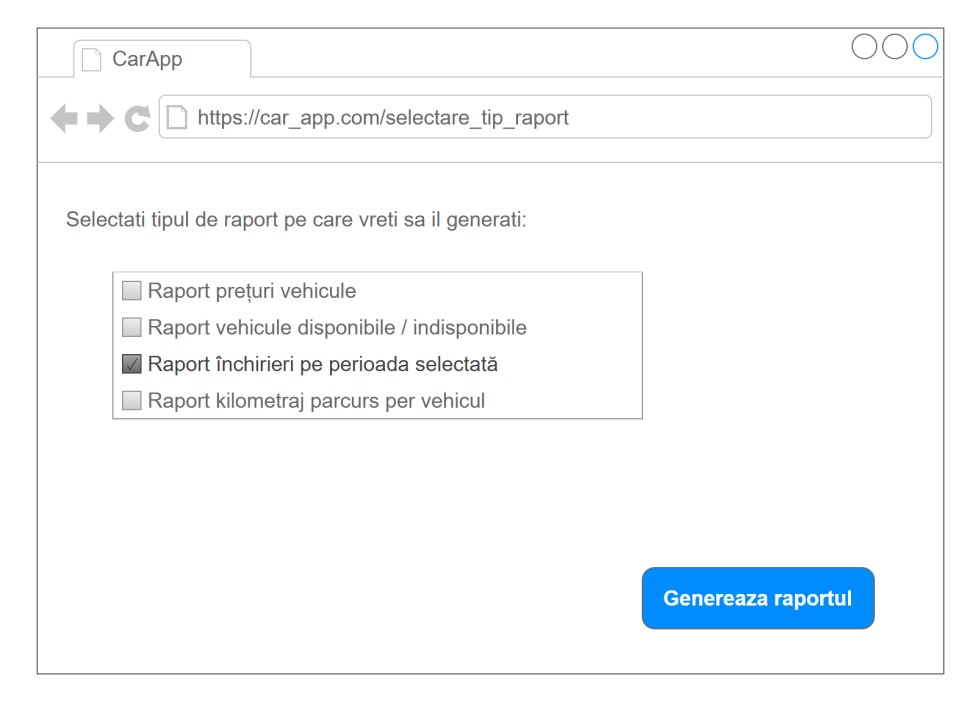 CarApp
https://car_app.com/selectare_tip_raport
Selectati tipul de raport pe care vreti sa il generati:
Raport prețuri vehicule
Raport vehicule disponibile / indisponibile
Raport închirieri pe perioada selectată
Raport kilometraj parcurs per vehicul
Genereaza raportul